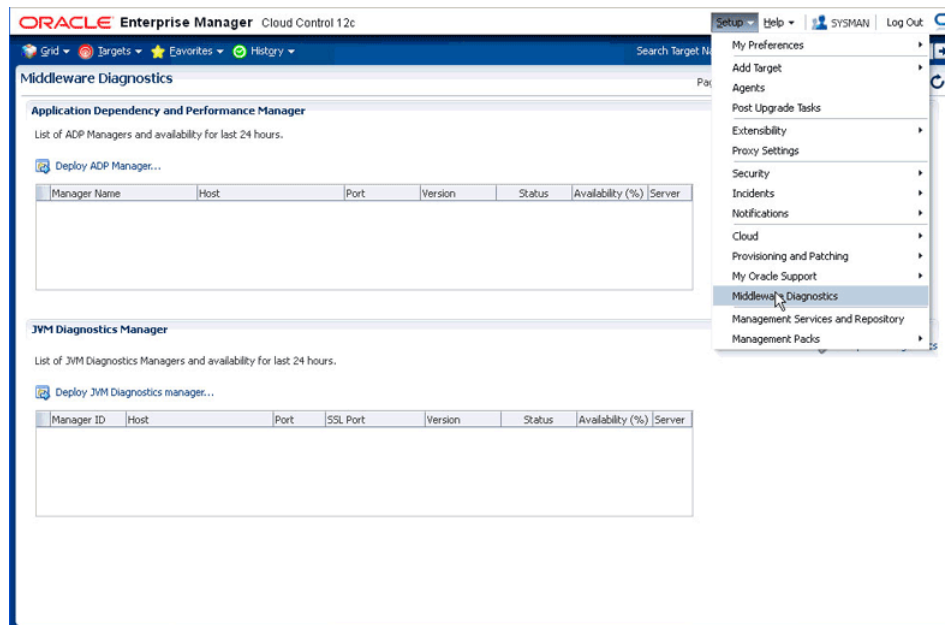 ORACLE Enterprise Manager Cloud Control 12c
Setup Help SYSMAN Log Out
Grid Targets Favorites History Search Target Na
Middleware Diagnostics
Application Dependency and Performance Manager
List of ADP Managers and availability for last 24 hours.
Deploy ADP Manager...
Manager Name Host Port Version Status Availability (%) Server
JVM Diagnostics Manager
List of JVM Diagnostics Managers and availability for last 24 hours.
Deploy JVM Diagnostics manager...
Manager ID Host Port SSL Port Version Status Availability (%) Server
My Preferences
Add Target
Agents
Post Upgrade Tasks
Extensibility
Proxy Settings
Security
Incidents
Notifications
Cloud
Provisioning and Patching
My Oracle Support
Middleware Diagnostics
Management Services and Repository
Management Packs